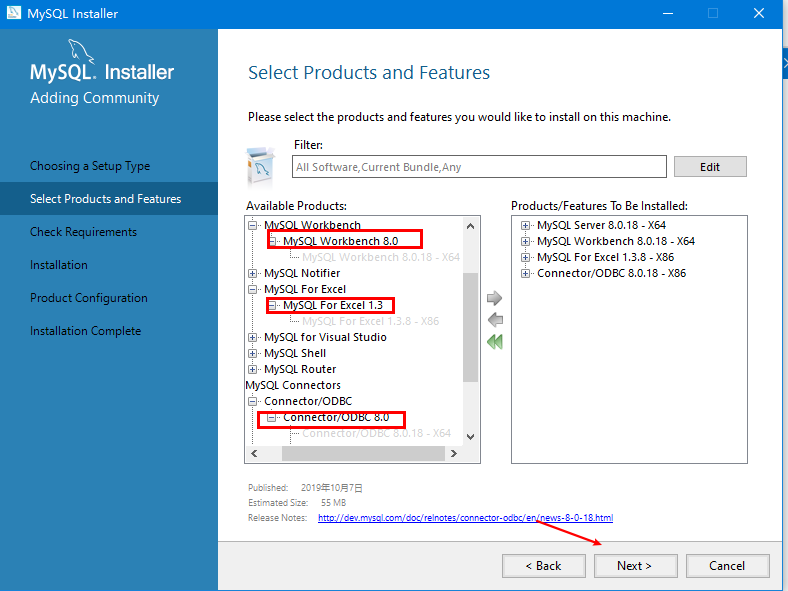 MySQL Installer
MySQL. Installer
Adding Community
Choosing a Setup Type
Select Products and Features
Check Requirements
Installation
Product Configuration
Installation Complete
Select Products and Features
Please select the products and features you would like to install on this machine.
Filter:
All Software,Current Bundle,Any
Edit
Available Products:
MySQL Workbench
MySQL Workbench 8.0
MySQL Workbench 8.0.18 - X64
MySQL Notifier
MySQL For Excel
MySQL For Excel 1.3
MySQL For Excel 1.3.8 - X86
MySQL for Visual Studio
MySQL Shell
MySQL Router
MySQL Connectors
Connector/ODBC
Connector/ODBC 8.0
Connector/ODBC 8.0.18 - X64
Products/Features To Be Installed:
MySQL Server 8.0.18 - X64
MySQL Workbench 8.0.18 - X64
MySQL For Excel 1.3.8 - X86
Connector/ODBC 8.0.18 - X86
Published: 2019年10月7日
Estimated Size: 55 MB
Release Notes: http://dev.mysql.com/doc/relnotes/connector-odbc/en/news-8-0-18.html
< Back
Next >
Cancel